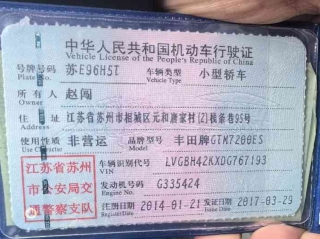 中华人民共和国机动车行驶证
Vehicle License of the People's Republic of China
号牌号码 苏E96H5T 车辆类型 小型轿车
Plate No. Vehicle Type
所有人 赵闯
Owner
住址 江苏省苏州市相城区元和唐家村(2)
Address
使用性质 非营运 品牌型号 丰田牌GTM7200ES
Use Character Model
江苏省苏州市公安局交通警察支队
车辆识别代号 LVGBH42KXDG767193
VIN
发动机号码 G335424
Engine No.
注册日期 2014-01-21 发证日期 2017-03-29
Register Date Issue Date